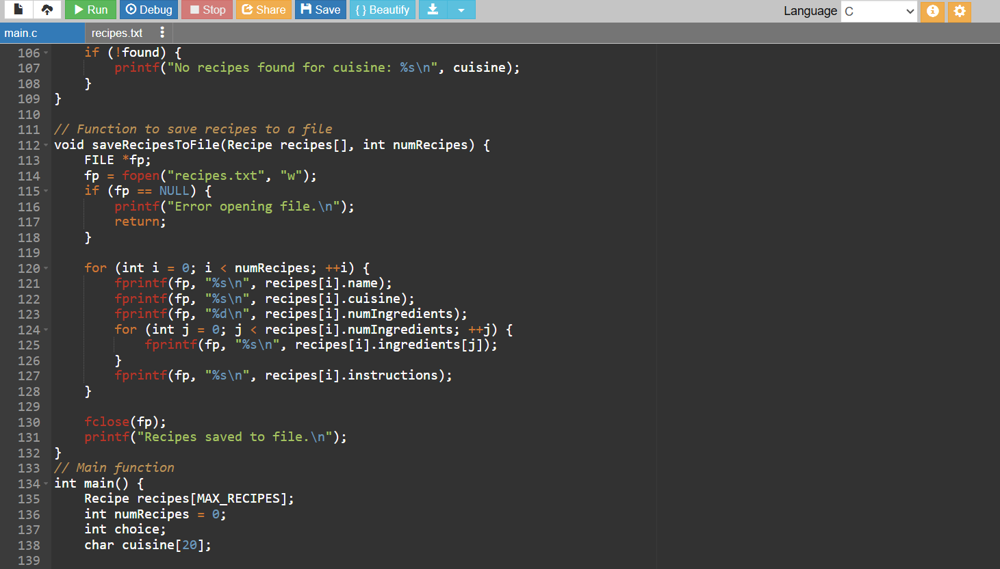 Run Debug Stop Share Save { } Beautify Language C
main.c recipes.txt
106 if (!found) {
107 printf("No recipes found for cuisine: %s\n", cuisine);
108 }
109 }
110
111 // Function to save recipes to a file
112 void saveRecipesToFile(Recipe recipes[], int numRecipes) {
113 FILE *fp;
114 fp = fopen("recipes.txt", "w");
115 if (fp == NULL) {
116 printf("Error opening file.\n");
117 return;
118 }
119
120 for (int i = 0; i < numRecipes; ++i) {
121 fprintf(fp, "%s\n", recipes[i].name);
122 fprintf(fp, "%s\n", recipes[i].cuisine);
123 fprintf(fp, "%d\n", recipes[i].numIngredients);
124 for (int j = 0; j < recipes[i].numIngredients; ++j) {
125 fprintf(fp, "%s\n", recipes[i].ingredients[j]);
126 }
127 fprintf(fp, "%s\n", recipes[i].instructions);
128 }
129
130 fclose(fp);
131 printf("Recipes saved to file.\n");
132 }
133 // Main function
134 int main() {
135 Recipe recipes[MAX_RECIPES];
136 int numRecipes = 0;
137 int choice;
138 char cuisine[20];
139